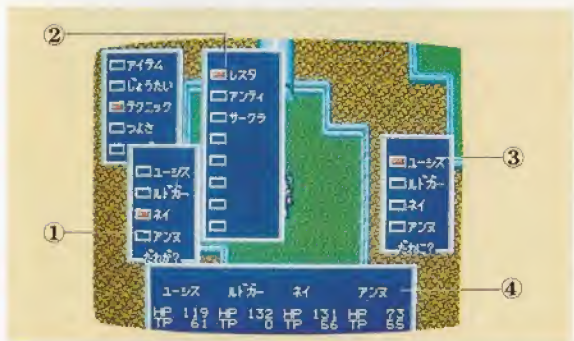 ②
アイテム
じょうたい
テクニック
つよさ
レスタ
アンティ
サークラ
①
ユーシス
ルドガー
ネイ
アンヌ
だれが?
③
ユーシス
ルドガー
ネイ
アンヌ
だれに?
④
ユーシス ルドガー ネイ アンヌ
HP 119 HP 132 HP 131 HP 73
TP 61 TP 0 TP 56 TP 55